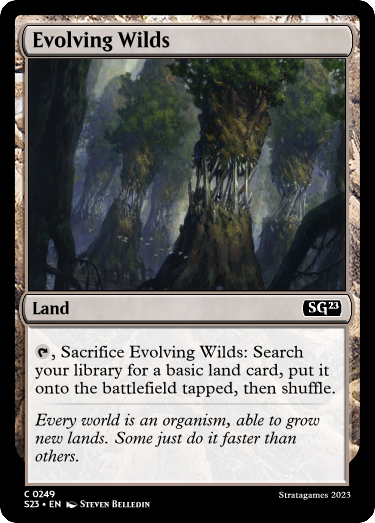 Evolving Wilds
Land
SG23
, Sacrifice Evolving Wilds: Search
your library for a basic land card, put it
onto the battlefield tapped, then shuffle.
Every world is an organism, able to grow
new lands. Some just do it faster than
others.
C 0249
S23 • EN Steven Belledin
Stratagames 2023